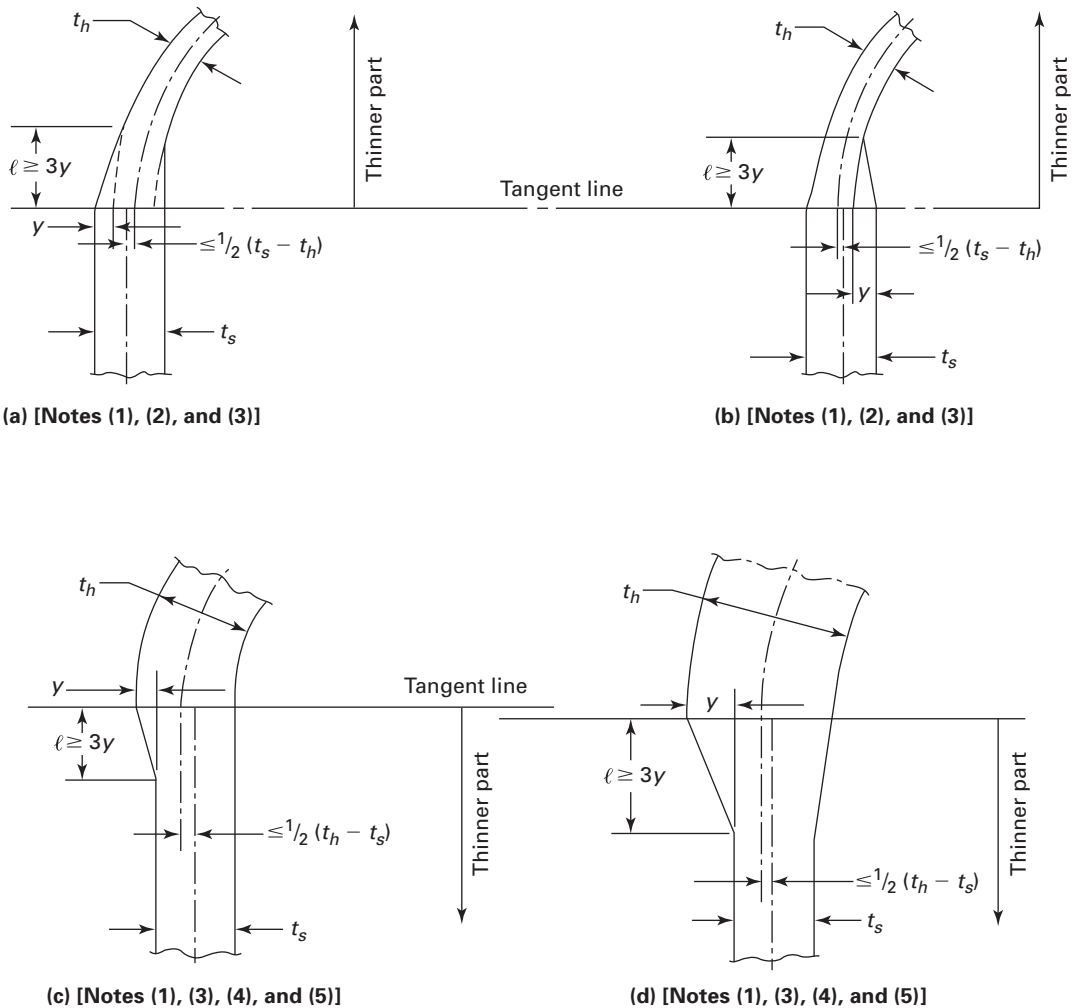 t_h
Thinner part
ℓ ≥ 3y
y
≤ 1/2 (t_s − t_h)
t_s
(a) [Notes (1), (2), and (3)]
Tangent line
t_h
Thinner part
ℓ ≥ 3y
≤ 1/2 (t_s − t_h)
y
t_s
(b) [Notes (1), (2), and (3)]
t_h
y
Tangent line
ℓ ≥ 3y
Thinner part
≤ 1/2 (t_h − t_s)
t_s
(c) [Notes (1), (3), (4), and (5)]
t_h
y
ℓ ≥ 3y
Thinner part
≤ 1/2 (t_h − t_s)
t_s
(d) [Notes (1), (3), (4), and (5)]